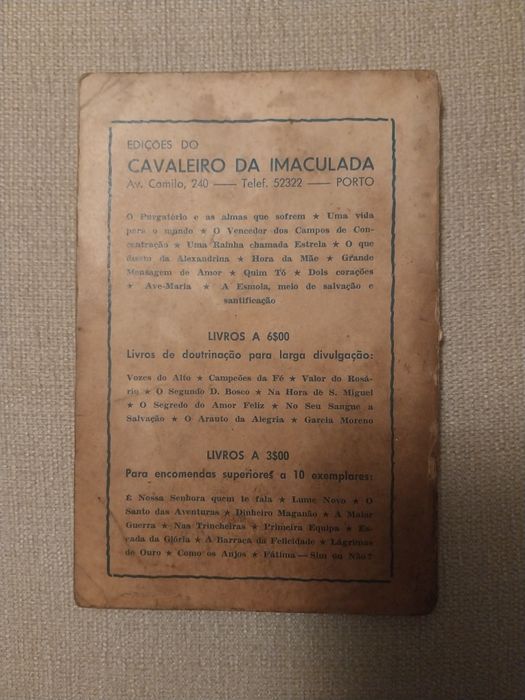 EDIÇÕES DO
CAVALEIRO DA IMACULADA
Av. Camilo, 240 —— Telef. 52322 —— PORTO
O Purgatório e as almas que sofrem ★ Uma vida
para o mundo ★ O Vencedor dos Campos de Con-
centração ★ Uma Rainha chamada Estrela ★ O que
dizem da Alexandrina ★ Hora da Mãe ★ Grande
Mensagem de Amor ★ Quim Tó ★ Dois corações
★ Ave-Maria ★ A Esmola, meio de salvação e
santificação
LIVROS A 6$00
Livros de doutrinação para larga divulgação:
Vozes do Alto ★ Campeões da Fé ★ Valor do Rosá-
rio ★ O Segundo D. Bosco ★ Na Hora de S. Miguel
★ O Segredo do Amor Feliz ★ No Seu Sangue a
Salvação ★ O Arauto da Alegria ★ Garcia Moreno
LIVROS A 3$00
Para encomendas superiores a 10 exemplares:
É Nossa Senhora quem te fala ★ Lume Novo ★ O
Santo das Aventuras ★ Dinheiro Maganão ★ A Maior
Guerra ★ Nas Trincheiras ★ Primeira Equipa ★ Es-
cada da Glória ★ A Barraca da Felicidade ★ Lágrimas
de Ouro ★ Como os Anjos ★ Fátima — Sim ou Não?